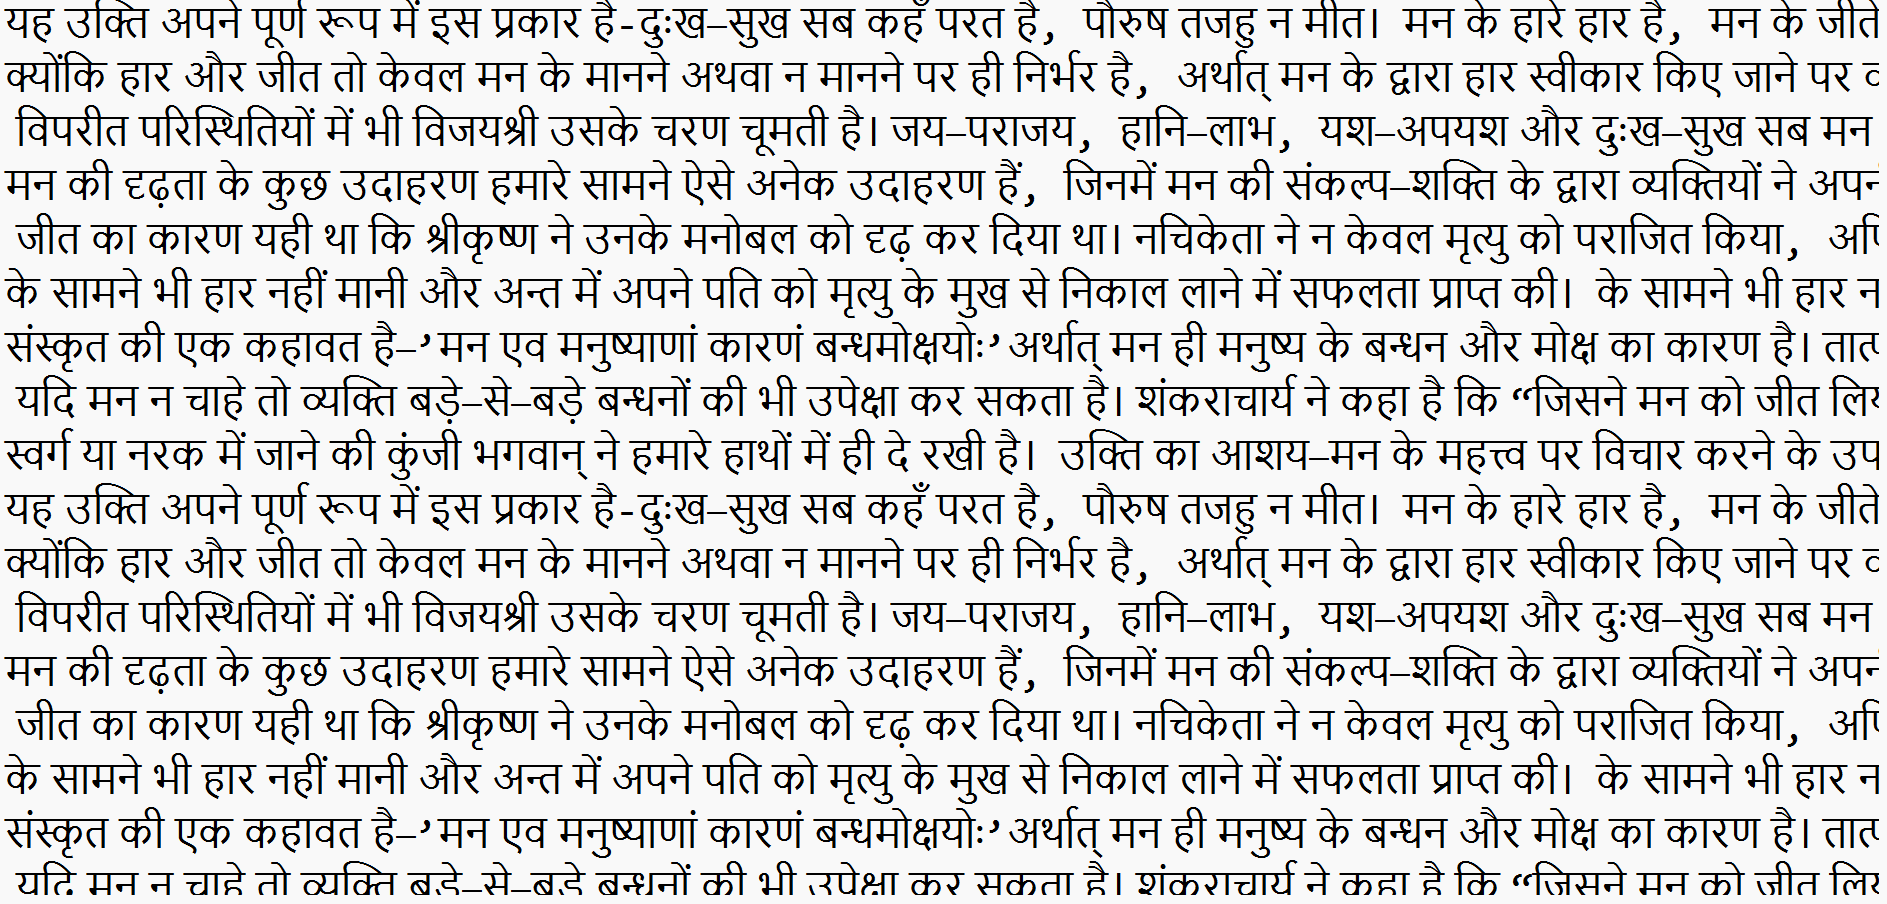 यह उक्ति अपने पूर्ण रूप में इस प्रकार है-दुःख–सुख सब कहँ परत है, पौरुष तजहु न मीत। मन के हारे हार है, मन के जीते
क्योंकि हार और जीत तो केवल मन के मानने अथवा न मानने पर ही निर्भर है, अर्थात् मन के द्वारा हार स्वीकार किए जाने पर
विपरीत परिस्थितियों में भी विजयश्री उसके चरण चूमती है। जय–पराजय, हानि–लाभ, यश–अपयश और दुःख–सुख सब मन
मन की दृढ़ता के कुछ उदाहरण हमारे सामने ऐसे अनेक उदाहरण हैं, जिनमें मन की संकल्प–शक्ति के द्वारा व्यक्तियों ने
जीत का कारण यही था कि श्रीकृष्ण ने उनके मनोबल को दृढ़ कर दिया था। नचिकेता ने न केवल मृत्यु को पराजित किया,
के सामने भी हार नहीं मानी और अन्त में अपने पति को मृत्यु के मुख से निकाल लाने में सफलता प्राप्त की। के सामने भी हार
संस्कृत की एक कहावत है–’मन एव मनुष्याणां कारणं बन्धमोक्षयोः’ अर्थात् मन ही मनुष्य के बन्धन और मोक्ष का कारण है।
यदि मन न चाहे तो व्यक्ति बड़े–से–बड़े बन्धनों की भी उपेक्षा कर सकता है। शंकराचार्य ने कहा है कि “जिसने मन को जीत
स्वर्ग या नरक में जाने की कुंजी भगवान् ने हमारे हाथों में ही दे रखी है। उक्ति का आशय–मन के महत्त्व पर विचार करने के
यह उक्ति अपने पूर्ण रूप में इस प्रकार है-दुःख–सुख सब कहँ परत है, पौरुष तजहु न मीत। मन के हारे हार है, मन के जीते
क्योंकि हार और जीत तो केवल मन के मानने अथवा न मानने पर ही निर्भर है, अर्थात् मन के द्वारा हार स्वीकार किए जाने पर
विपरीत परिस्थितियों में भी विजयश्री उसके चरण चूमती है। जय–पराजय, हानि–लाभ, यश–अपयश और दुःख–सुख सब मन
मन की दृढ़ता के कुछ उदाहरण हमारे सामने ऐसे अनेक उदाहरण हैं, जिनमें मन की संकल्प–शक्ति के द्वारा व्यक्तियों ने
जीत का कारण यही था कि श्रीकृष्ण ने उनके मनोबल को दृढ़ कर दिया था। नचिकेता ने न केवल मृत्यु को पराजित किया,
के सामने भी हार नहीं मानी और अन्त में अपने पति को मृत्यु के मुख से निकाल लाने में सफलता प्राप्त की। के सामने भी हार
संस्कृत की एक कहावत है–’मन एव मनुष्याणां कारणं बन्धमोक्षयोः’ अर्थात् मन ही मनुष्य के बन्धन और मोक्ष का कारण है।
यदि मन न चाहे तो व्यक्ति बड़े–से–बड़े बन्धनों की भी उपेक्षा कर सकता है। शंकराचार्य ने कहा है कि “जिसने मन को जीत